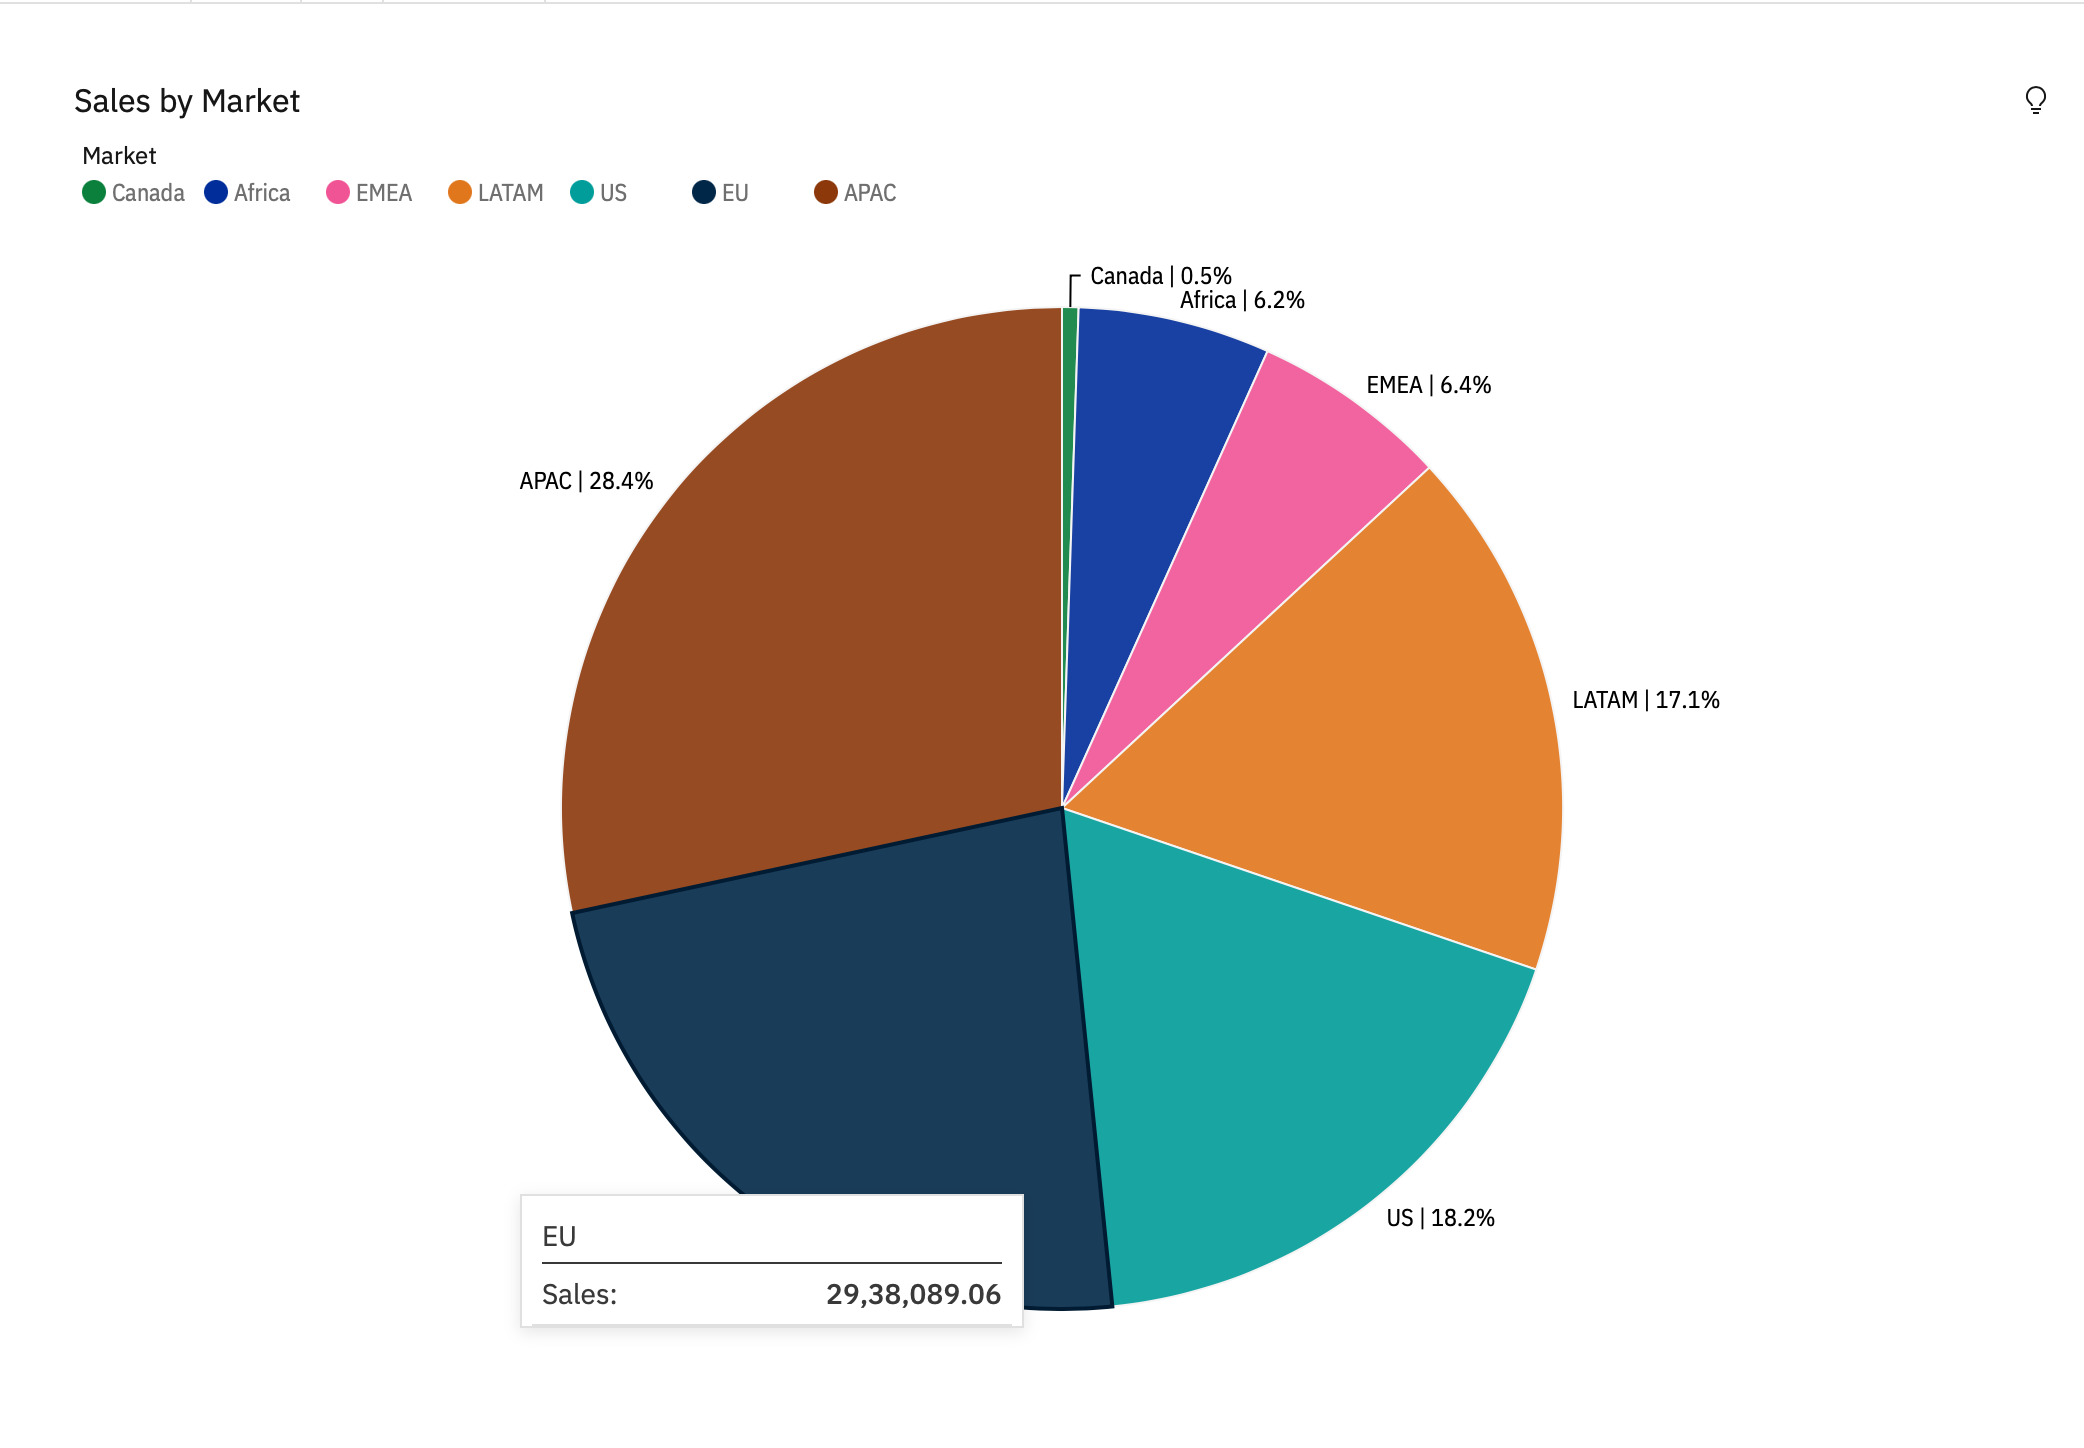 Sales by Market
Market
Canada Africa EMEA LATAM US EU APAC
Canada | 0.5%
Africa | 6.2%
EMEA | 6.4%
APAC | 28.4%
LATAM | 17.1%
US | 18.2%
EU
Sales: 29,38,089.06